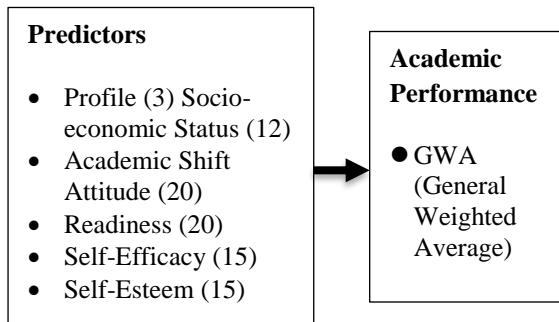 Predictors
• Profile (3) Socio-
economic Status (12)
• Academic Shift
Attitude (20)
• Readiness (20)
• Self-Efficacy (15)
• Self-Esteem (15)
Academic
Performance
● GWA
(General
Weighted
Average)